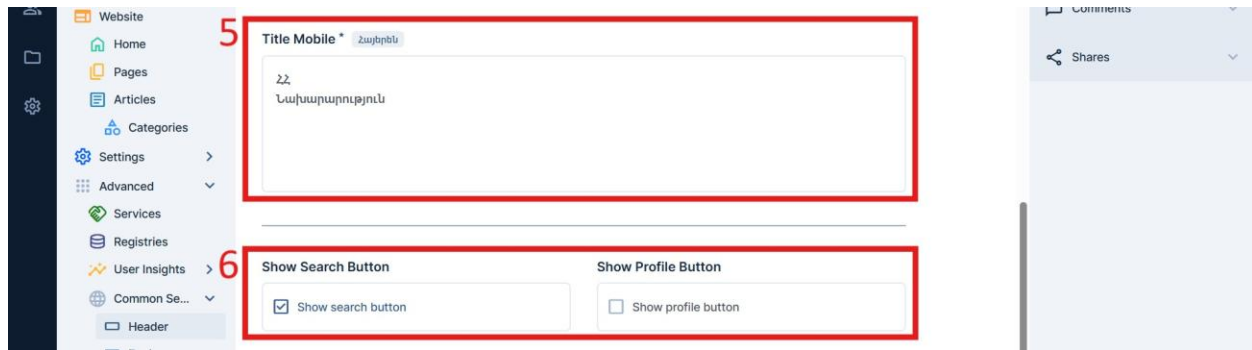 Website
Home
Pages
Articles
Categories
Settings
Advanced
Services
Registries
User Insights
Common Se...
Header
5
Title Mobile * Հայերեն
ՀՀ
Նախարարություն
6
Show Search Button
Show search button
Show Profile Button
Show profile button
Comments
Shares